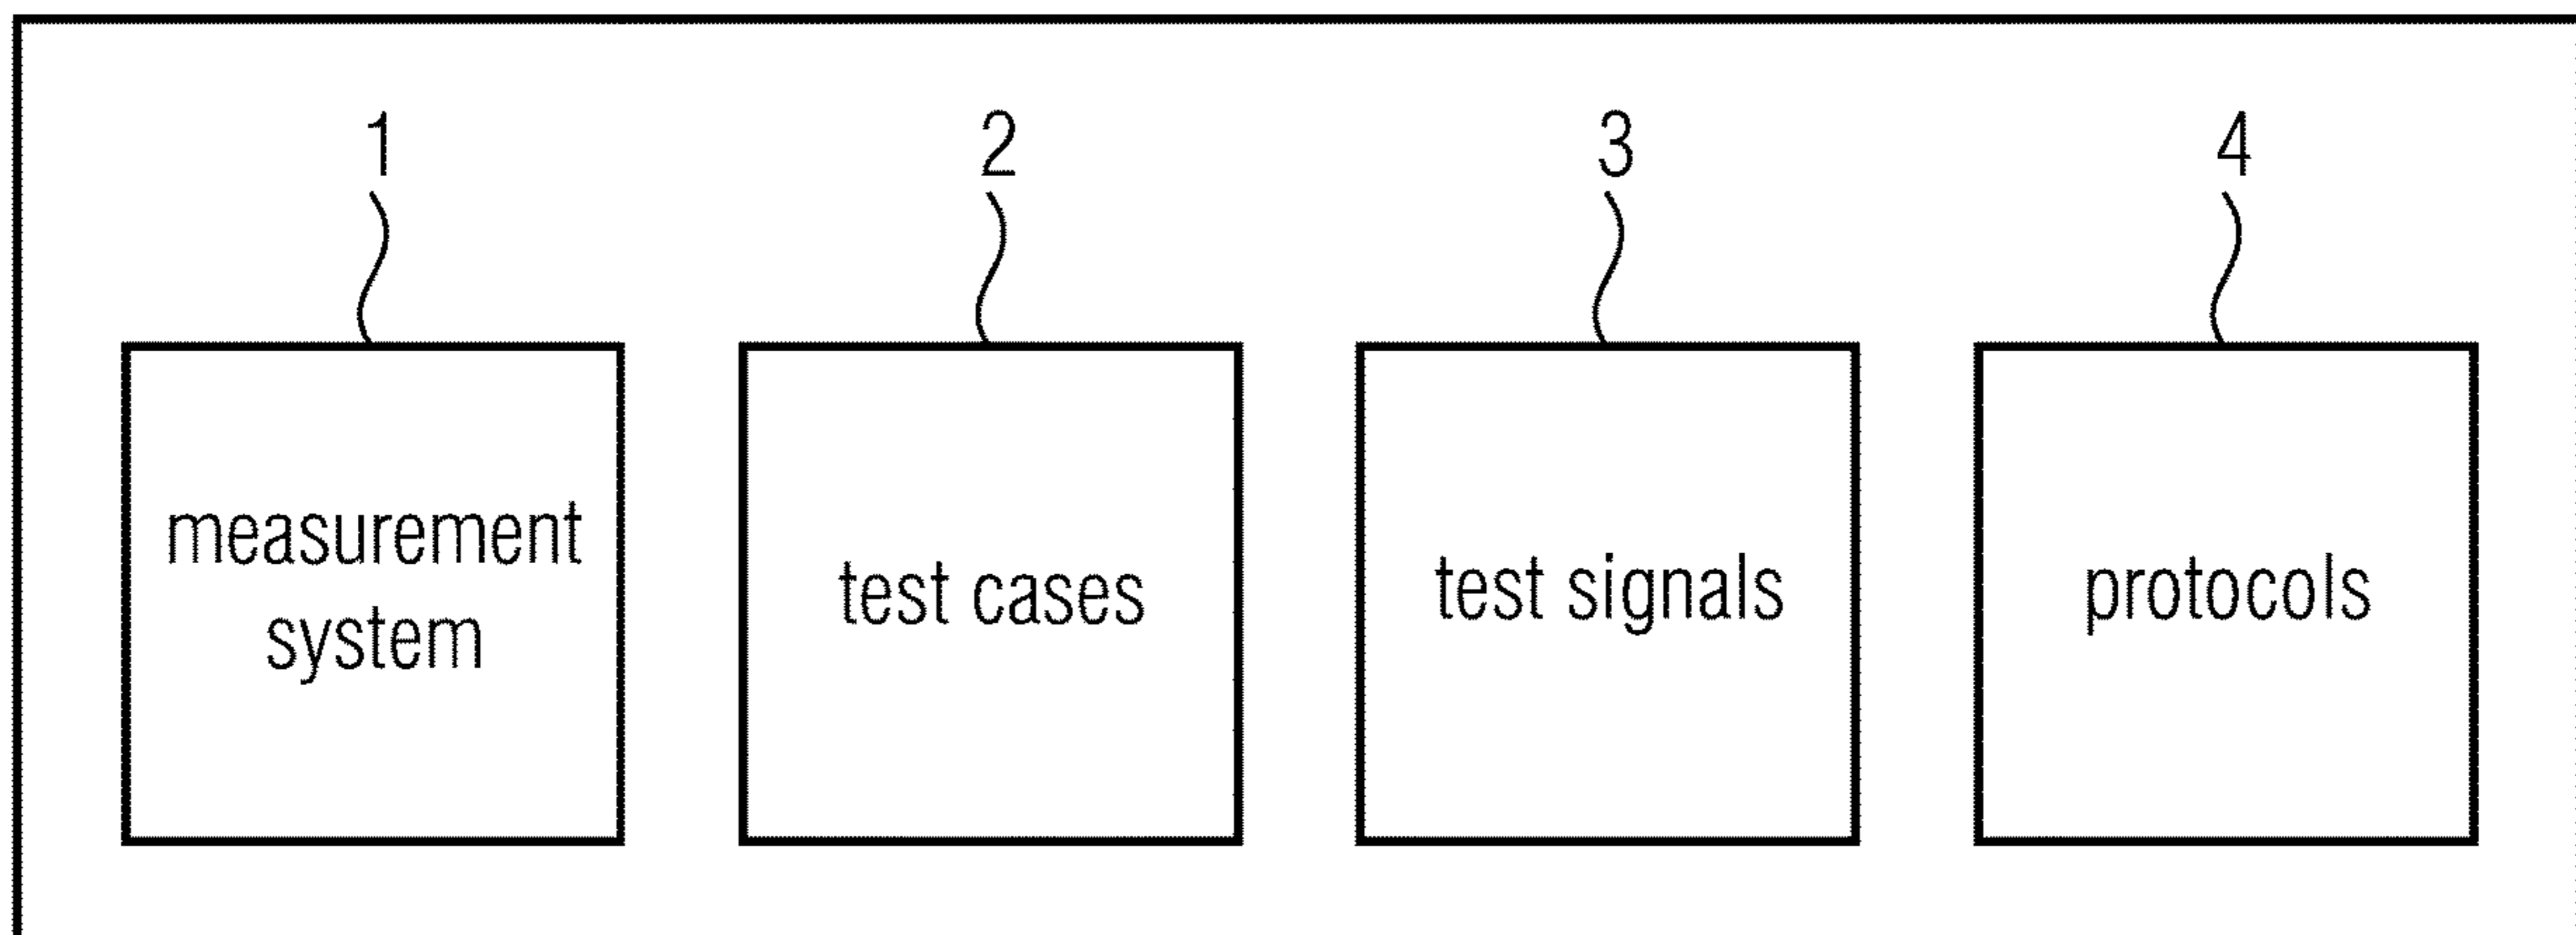 1
2
3
4
measurement
system
test cases
test signals
protocols